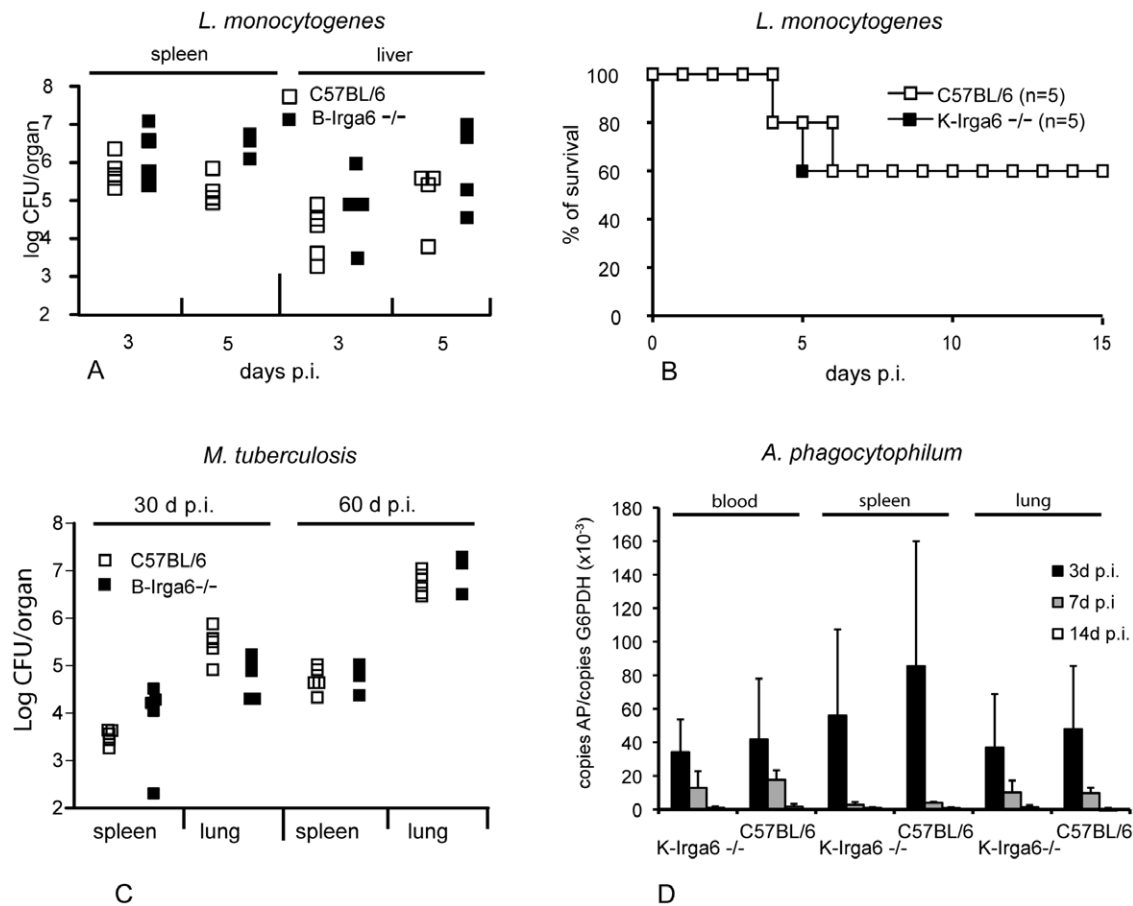 L. monocytogenes
spleen
liver
8
7
6
5
4
3
2
log CFU/organ
C57BL/6
B-Irga6 -/-
3
5
3
5
days p.i.
A
L. monocytogenes
100
80
60
40
20
0
% of survival
C57BL/6 (n=5)
K-Irga6 -/- (n=5)
0
5
10
15
days p.i.
B
M. tuberculosis
30 d p.i.
60 d p.i.
8
7
6
5
4
3
2
Log CFU/organ
C57BL/6
B-Irga6-/-
spleen
lung
spleen
lung
C
A. phagocytophilum
blood
spleen
lung
180
160
140
120
100
80
60
40
20
0
copies AP/copies G6PDH (x10⁻³)
3d p.i.
7d p.i
14d p.i.
K-Irga6 -/-
C57BL/6
K-Irga6 -/-
C57BL/6
K-Irga6-/-
C57BL/6
D